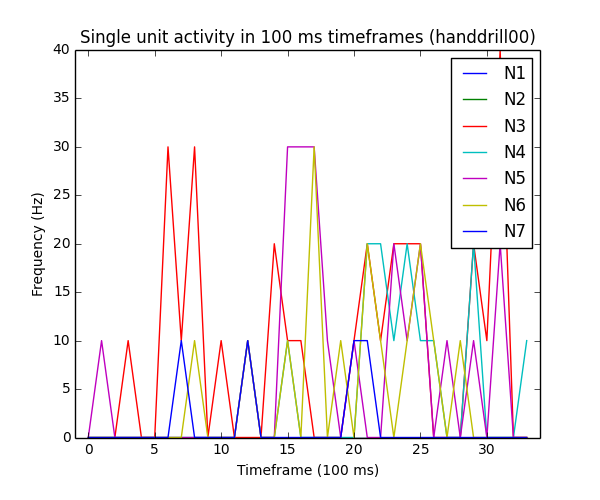 Single unit activity in 100 ms timeframes (handdrill00)
40
35
30
25
20
15
10
5
0
Frequency (Hz)
N1
N2
N3
N4
N5
N6
N7
0 5 10 15 20 25 30
Timeframe (100 ms)